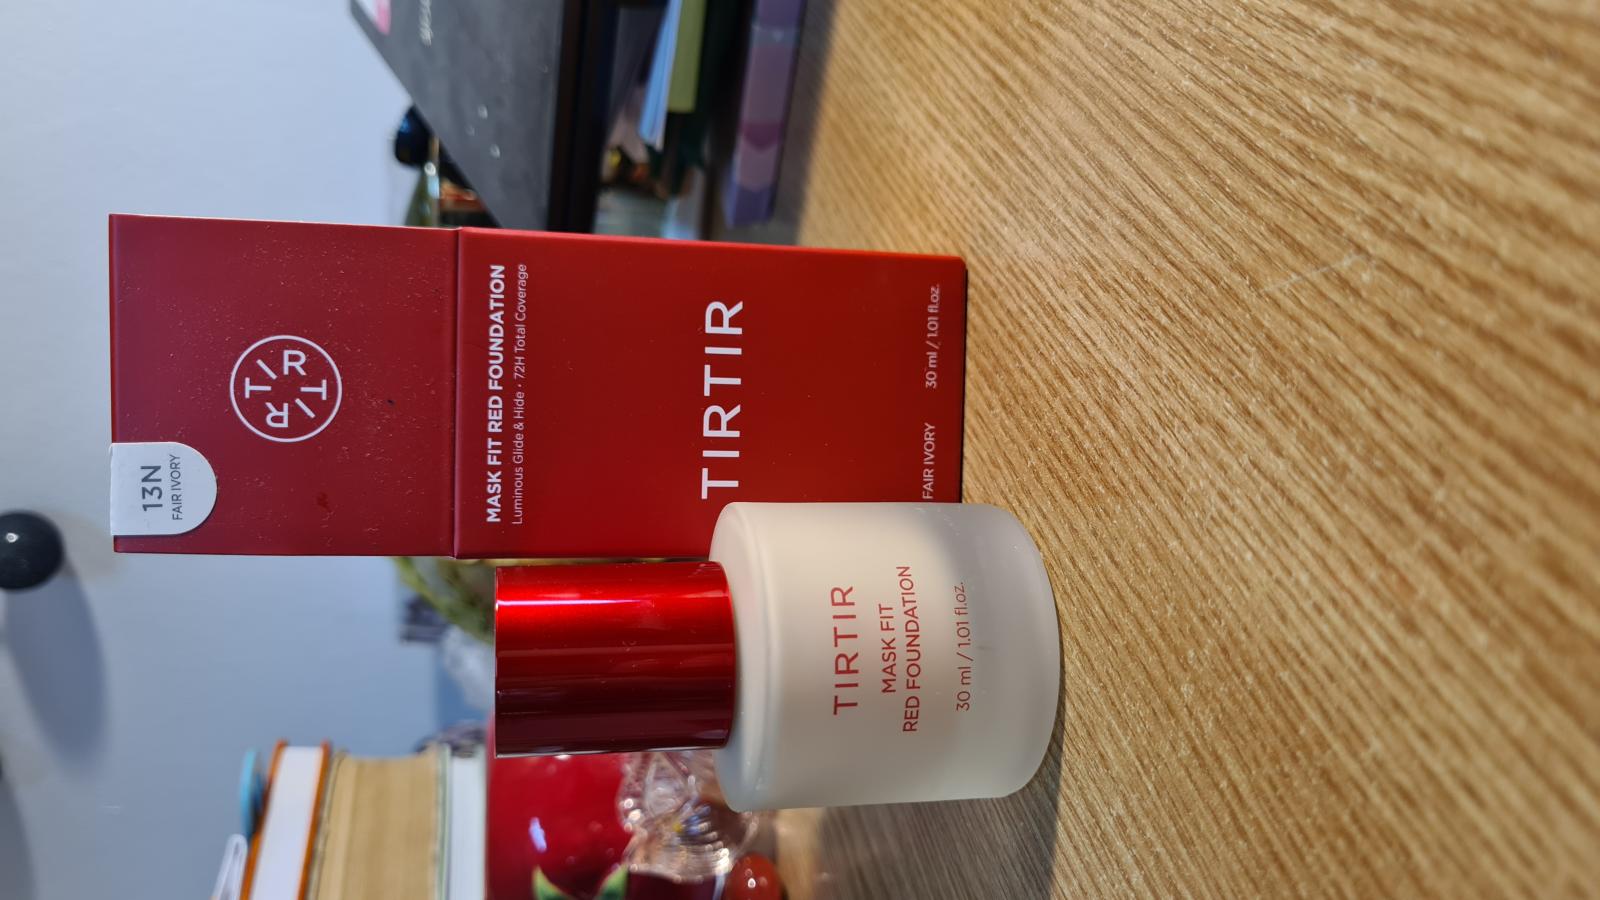 13N
FAIR IVORY
TIRTIR
MASK FIT RED FOUNDATION
Luminous Glide & Hide • 72H Total Coverage
TIRTIR
FAIR IVORY
30 ml / 1.01 fl.oz.
TIRTIR
MASK FIT
RED FOUNDATION
30 ml / 1.01 fl.oz.